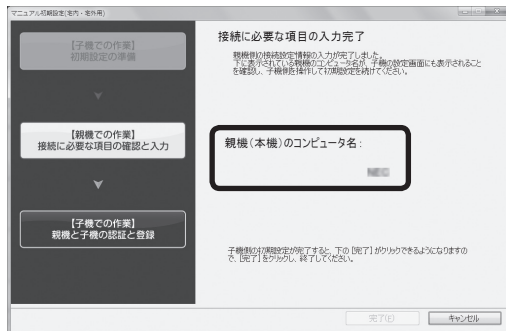 マニュアル初期設定(宅内・宅外用)
【子機での作業】
初期設定の準備
【親機での作業】
接続に必要な項目の確認と入力
【子機での作業】
親機と子機の認証と登録
接続に必要な項目の入力完了
親機側の接続設定情報の入力が完了しました。
下に表示されている親機のコンピュータ名が、子機の設定画面にも表示されること
を確認し、子機側を操作して初期設定を続けてください。
親機(本機)のコンピュータ名:
NEC
子機側の初期設定が完了すると、下の [完了] がクリックできるようになりますの
で、[完了] をクリックし、終了してください。
完了(F)
キャンセル